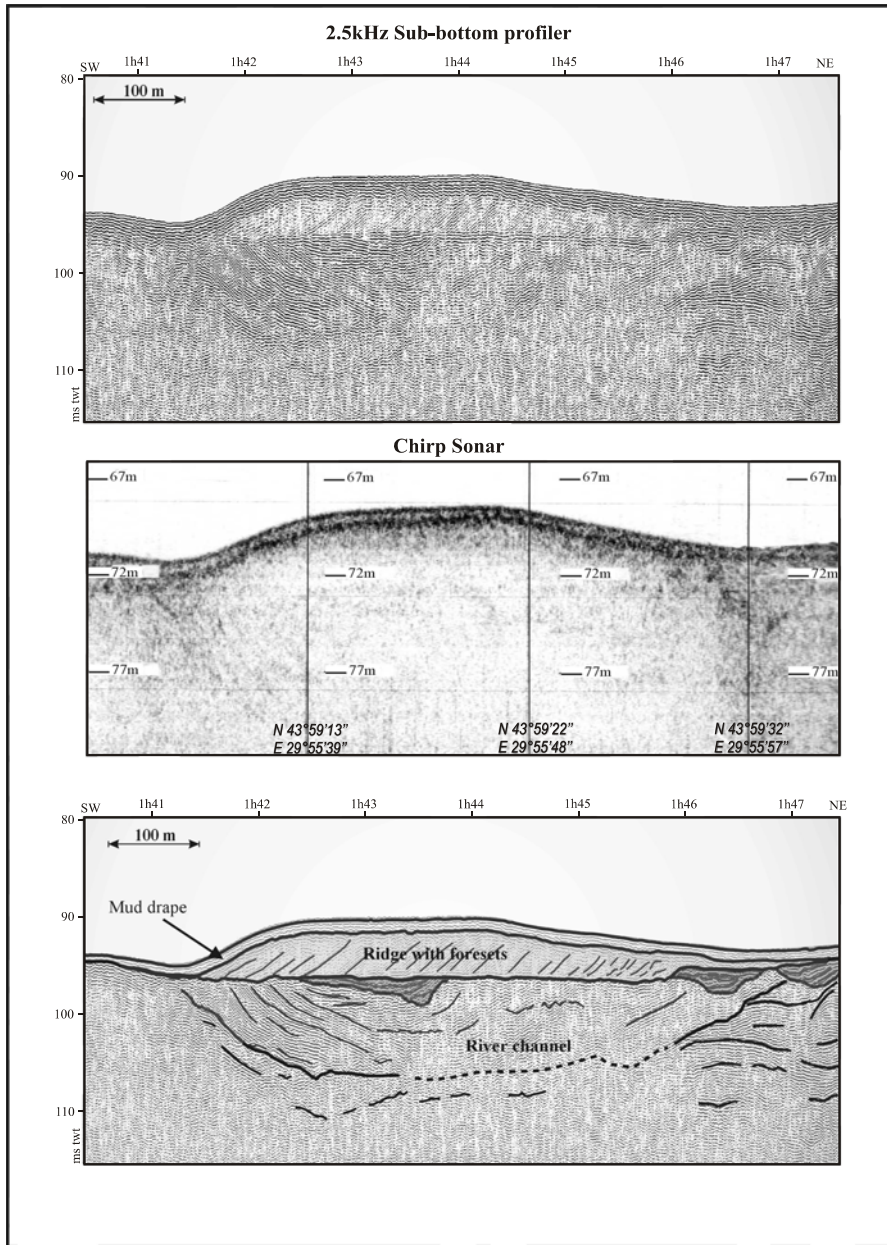 2.5kHz Sub-bottom profiler
SW 1h41 1h42 1h43 1h44 1h45 1h46 1h47 NE
80
100 m
90
100
110
ms twt
Chirp Sonar
67m 67m 67m 67m
72m 72m 72m 72m
77m 77m 77m 77m
N 43°59'13" N 43°59'22" N 43°59'32"
E 29°55'39" E 29°55'48" E 29°55'57"
SW 1h41 1h42 1h43 1h44 1h45 1h46 1h47 NE
80
100 m
90
Mud drape
Ridge with foresets
100
River channel
110
ms twt